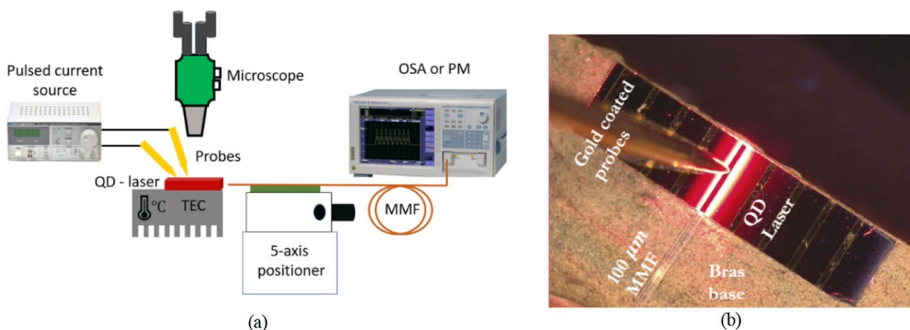 Microscope
OSA or PM
Pulsed current
source
Probes
QD - laser
°C
TEC
MMF
5-axis
positioner
(a)
Gold coated
probes
QD
Laser
100 μm
MMF
Bras
base
(b)